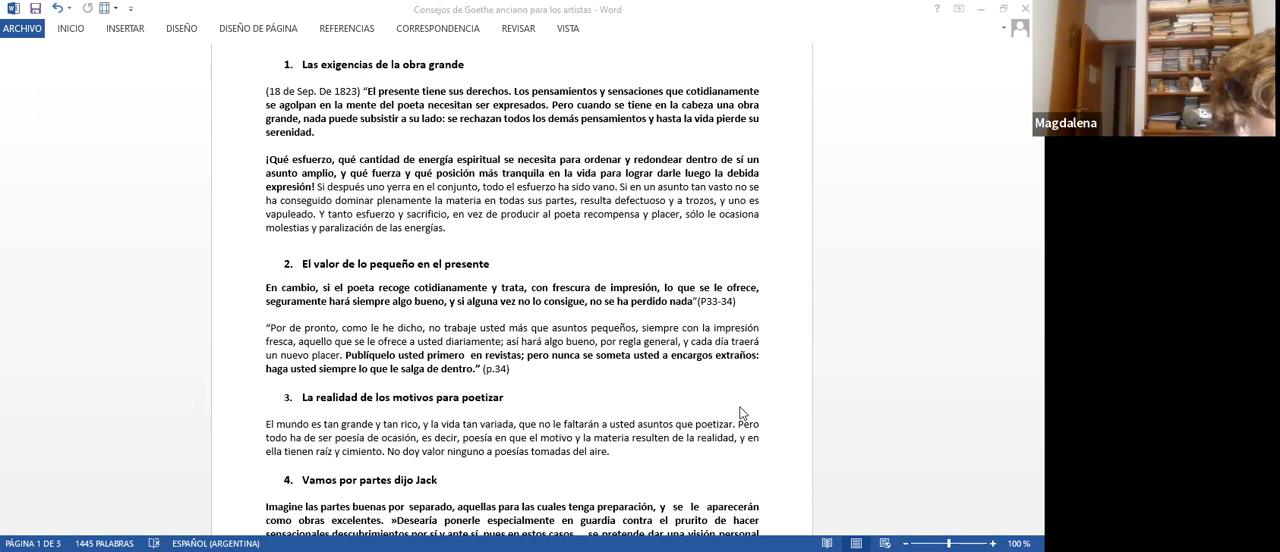 Consejos de Goethe anciano para los artistas - Word
ARCHIVO INICIO INSERTAR DISEÑO DISEÑO DE PÁGINA REFERENCIAS CORRESPONDENCIA REVISAR VISTA
Magdalena
1. Las exigencias de la obra grande
(18 de Sep. De 1823) “El presente tiene sus derechos. Los pensamientos y sensaciones que cotidianamente
se agolpan en la mente del poeta necesitan ser expresados. Pero cuando se tiene en la cabeza una obra
grande, nada puede subsistir a su lado: se rechazan todos los demás pensamientos y hasta la vida pierde su
serenidad.
¡Qué esfuerzo, qué cantidad de energía espiritual se necesita para ordenar y redondear dentro de sí un
asunto amplio, y qué fuerza y qué posición más tranquila en la vida para lograr darle luego la debida
expresión! Si después uno yerra en el conjunto, todo el esfuerzo ha sido vano. Si en un asunto tan vasto no se
ha conseguido dominar plenamente la materia en todas sus partes, resulta defectuoso y a trozos, y uno es
vapuleado. Y tanto esfuerzo y sacrificio, en vez de producir al poeta recompensa y placer, sólo le ocasiona
molestias y paralización de las energías.
2. El valor de lo pequeño en el presente
En cambio, si el poeta recoge cotidianamente y trata, con frescura de impresión, lo que se le ofrece,
seguramente hará siempre algo bueno, y si alguna vez no lo consigue, no se ha perdido nada”(P33-34)
“Por de pronto, como le he dicho, no trabaje usted más que asuntos pequeños, siempre con la impresión
fresca, aquello que se le ofrece a usted diariamente; así hará algo bueno, por regla general, y cada día traerá
un nuevo placer. Publíquelo usted primero en revistas; pero nunca se someta usted a encargos extraños:
haga usted siempre lo que le salga de dentro.” (p.34)
3. La realidad de los motivos para poetizar
El mundo es tan grande y tan rico, y la vida tan variada, que no le faltarán a usted asuntos que poetizar. Pero
todo ha de ser poesía de ocasión, es decir, poesía en que el motivo y la materia resulten de la realidad, y en
ella tienen raíz y cimiento. No doy valor ninguno a poesías tomadas del aire.
4. Vamos por partes dijo Jack
Imagine las partes buenas por separado, aquellas para las cuales tenga preparación, y se le aparecerán
como obras excelentes. »Desearía ponerle especialmente en guardia contra el prurito de hacer
sensacionales descubrimientos por sí y ante sí, pues en estos casos se pretende dar una visión personal
PÁGINA 1 DE 3 1445 PALABRAS ESPAÑOL (ARGENTINA) 100 %